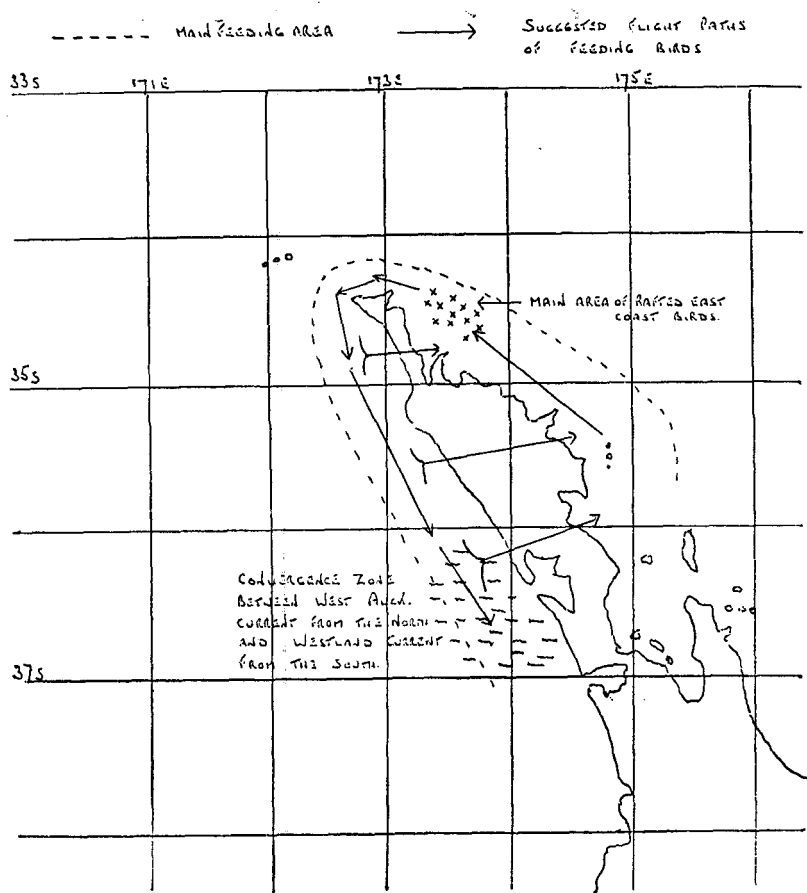 MAIN FEEDING AREA
SUGGESTED FLIGHT PATHS
OF FEEDING BIRDS
33S
171E
173E
175E
MAIN AREA OF RAFTED EAST
COAST BIRDS.
35S
CONVERGENCE ZONE
BETWEEN WEST AUCK.
CURRENT FROM THE NORTH
AND WESTLAND CURRENT
FROM THE SOUTH.
37S